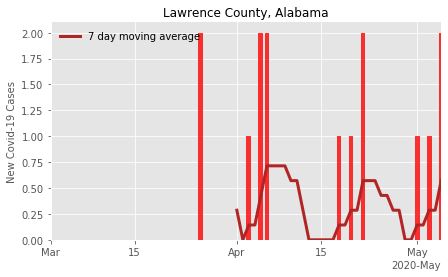 Lawrence County, Alabama
7 day moving average
New Covid-19 Cases
2.00
1.75
1.50
1.25
1.00
0.75
0.50
0.25
0.00
Mar 15 Apr 15 May
2020-May